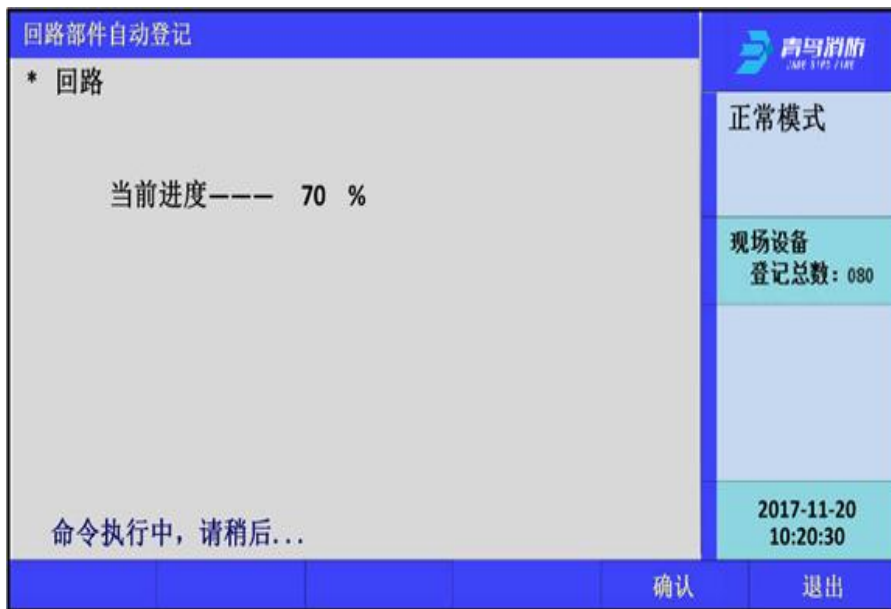 回路部件自动登记
* 回路
当前进度——— 70 %
命令执行中，请稍后...
青鸟消防
正常模式
现场设备
登记总数：080
2017-11-20
10:20:30
确认
退出